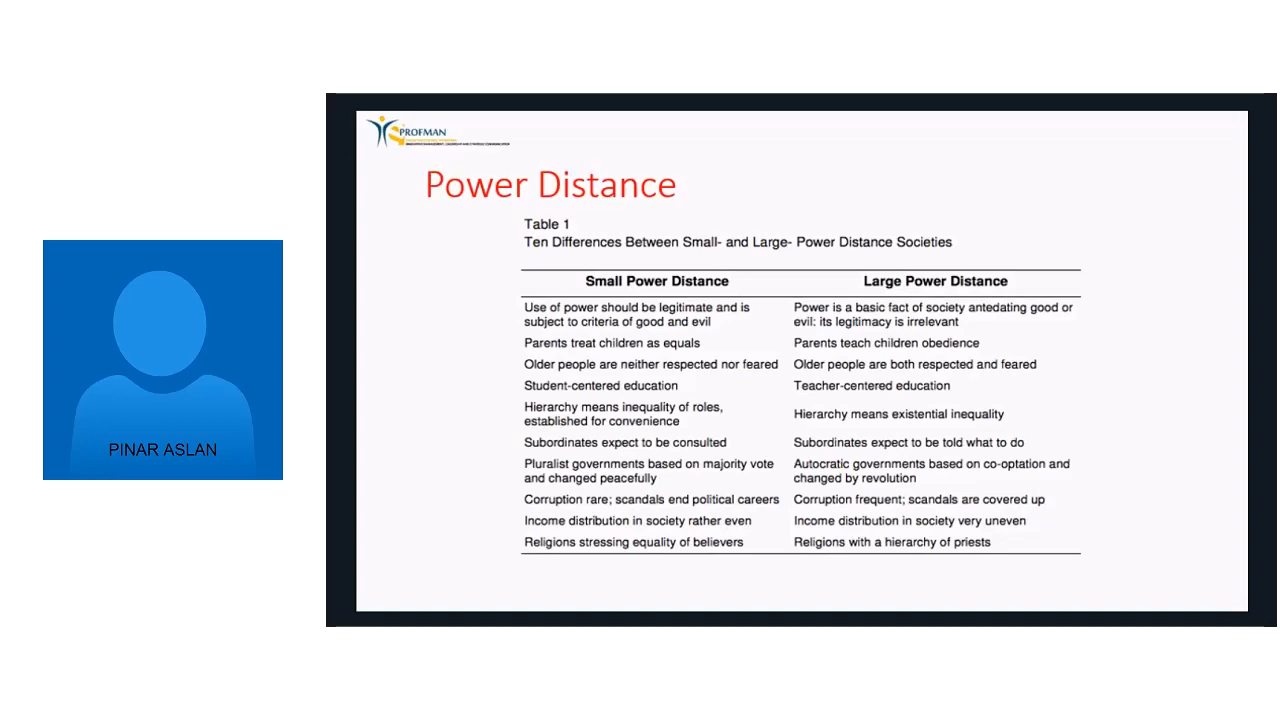 PROFMAN
Power Distance
Table 1
Ten Differences Between Small- and Large- Power Distance Societies
Small Power Distance Large Power Distance
Use of power should be legitimate and is Power is a basic fact of society antedating good or
subject to criteria of good and evil evil: its legitimacy is irrelevant
Parents treat children as equals Parents teach children obedience
Older people are neither respected nor feared Older people are both respected and feared
Student-centered education Teacher-centered education
Hierarchy means inequality of roles,
established for convenience Hierarchy means existential inequality
Subordinates expect to be consulted Subordinates expect to be told what to do
Pluralist governments based on majority vote Autocratic governments based on co-optation and
and changed peacefully changed by revolution
Corruption rare; scandals end political careers Corruption frequent; scandals are covered up
Income distribution in society rather even Income distribution in society very uneven
Religions stressing equality of believers Religions with a hierarchy of priests
PINAR ASLAN